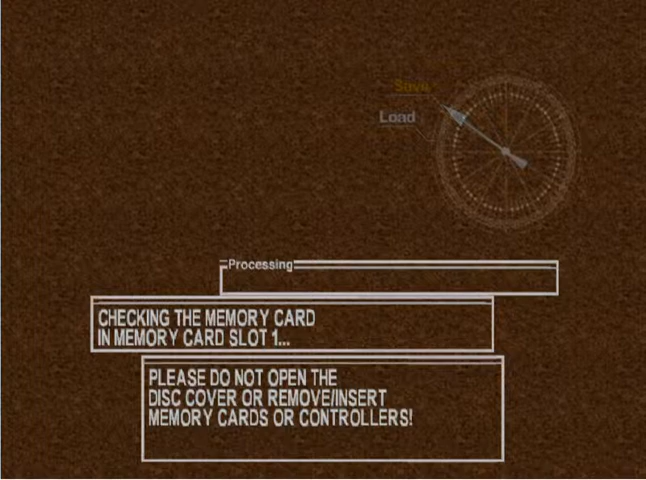 Save
Load
Processing
CHECKING THE MEMORY CARD
IN MEMORY CARD SLOT 1...
PLEASE DO NOT OPEN THE
DISC COVER OR REMOVE/INSERT
MEMORY CARDS OR CONTROLLERS!